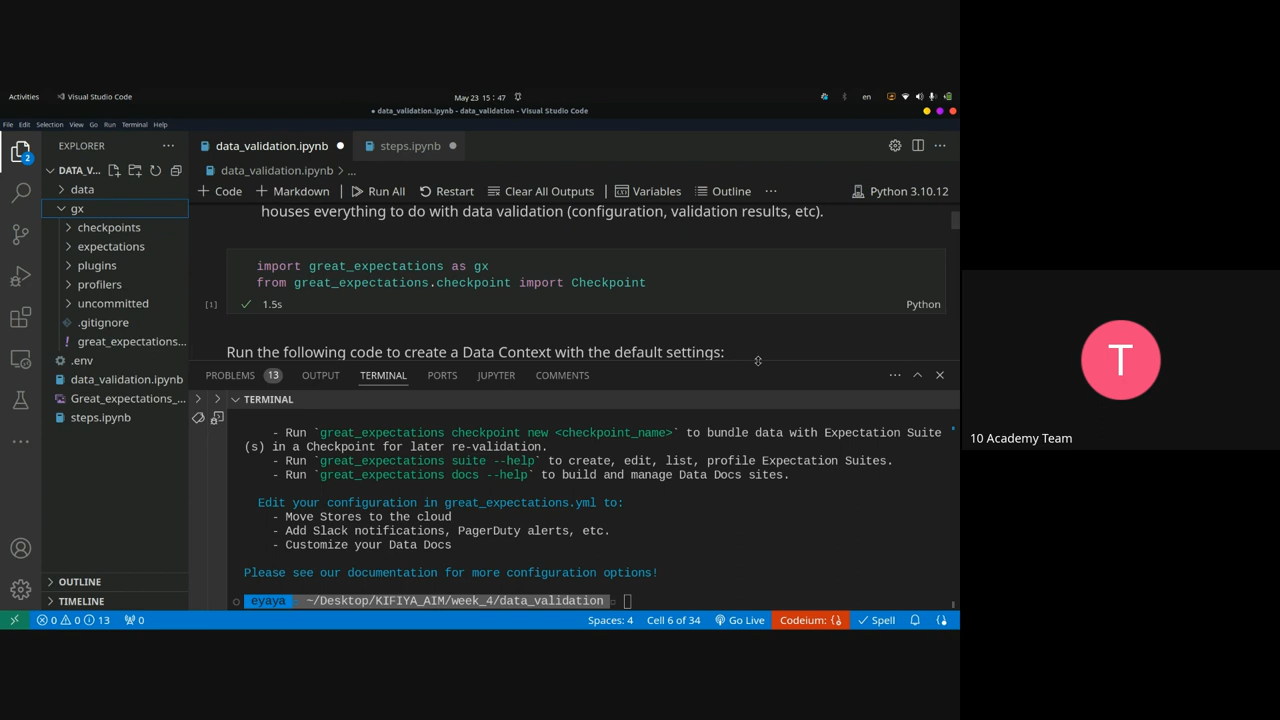 Activities
Visual Studio Code
May 23 15 : 47
en
● data_validation.ipynb - data_validation - Visual Studio Code
File Edit Selection View Go Run Terminal Help
EXPLORER
data_validation.ipynb
steps.ipynb
DATA_V...
data_validation.ipynb > ...
data
+ Code + Markdown Run All Restart Clear All Outputs Variables Outline ... Python 3.10.12
gx
houses everything to do with data validation (configuration, validation results, etc).
checkpoints
expectations
plugins
profilers
uncommitted
.gitignore
great_expectations...
.env
data_validation.ipynb
Great_expectations_...
steps.ipynb
2
import great_expectations as gx
from great_expectations.checkpoint import Checkpoint
[1] 1.5s Python
Run the following code to create a Data Context with the default settings:
PROBLEMS 13 OUTPUT TERMINAL PORTS JUPYTER COMMENTS
TERMINAL
- Run `great_expectations checkpoint new <checkpoint_name>` to bundle data with Expectation Suite
(s) in a Checkpoint for later re-validation.
- Run `great_expectations suite --help` to create, edit, list, profile Expectation Suites.
- Run `great_expectations docs --help` to build and manage Data Docs sites.
Edit your configuration in great_expectations.yml to:
- Move Stores to the cloud
- Add Slack notifications, PagerDuty alerts, etc.
- Customize your Data Docs
Please see our documentation for more configuration options!
eyaya ~/Desktop/KIFIYA_AIM/week_4/data_validation
OUTLINE
TIMELINE
0 0 13 0 Spaces: 4 Cell 6 of 34 Go Live Codeium: {} Spell
T
10 Academy Team